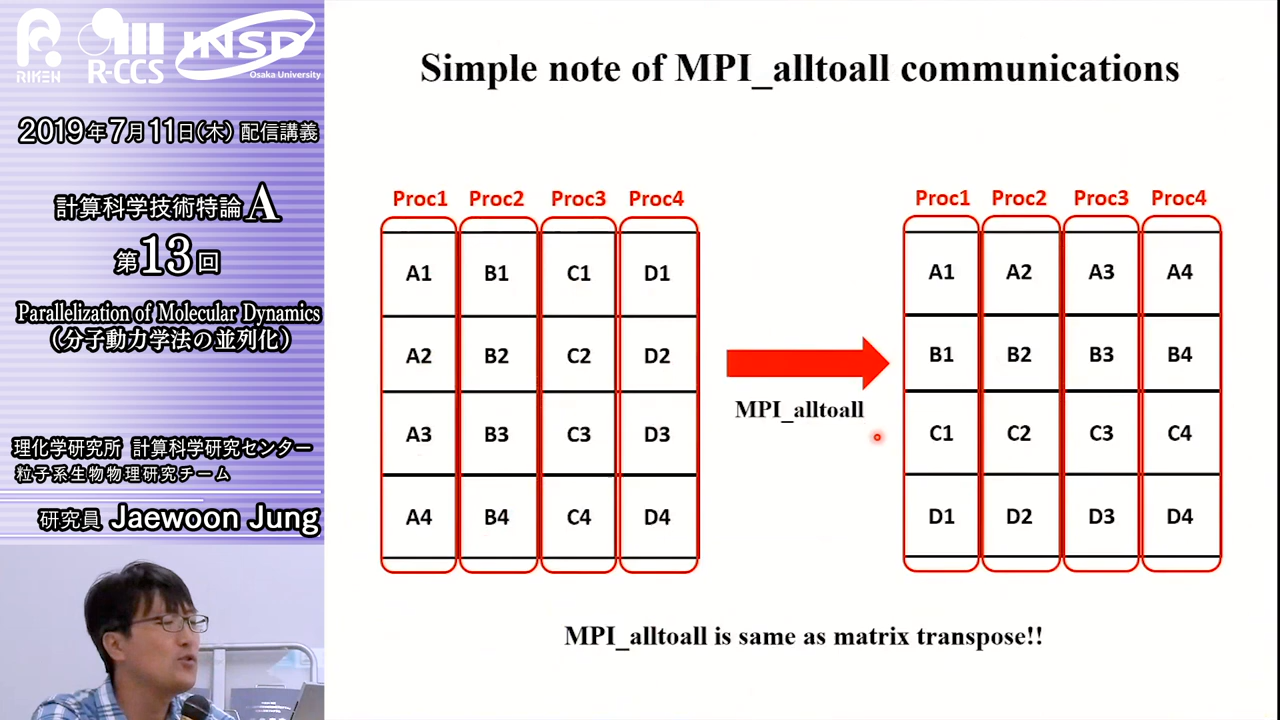 RIKEN
R-CCS
INSD
Osaka University
2019年7月11日(木) 配信講義
計算科学技術特論A
第13回
Parallelization of Molecular Dynamics
(分子動力学法の並列化)
理化学研究所 計算科学研究センター
粒子系生物物理研究チーム
研究員 Jaewoon Jung
Simple note of MPI_alltoall communications
Proc1 Proc2 Proc3 Proc4
A1 B1 C1 D1
A2 B2 C2 D2
A3 B3 C3 D3
A4 B4 C4 D4
MPI_alltoall
Proc1 Proc2 Proc3 Proc4
A1 A2 A3 A4
B1 B2 B3 B4
C1 C2 C3 C4
D1 D2 D3 D4
MPI_alltoall is same as matrix transpose!!